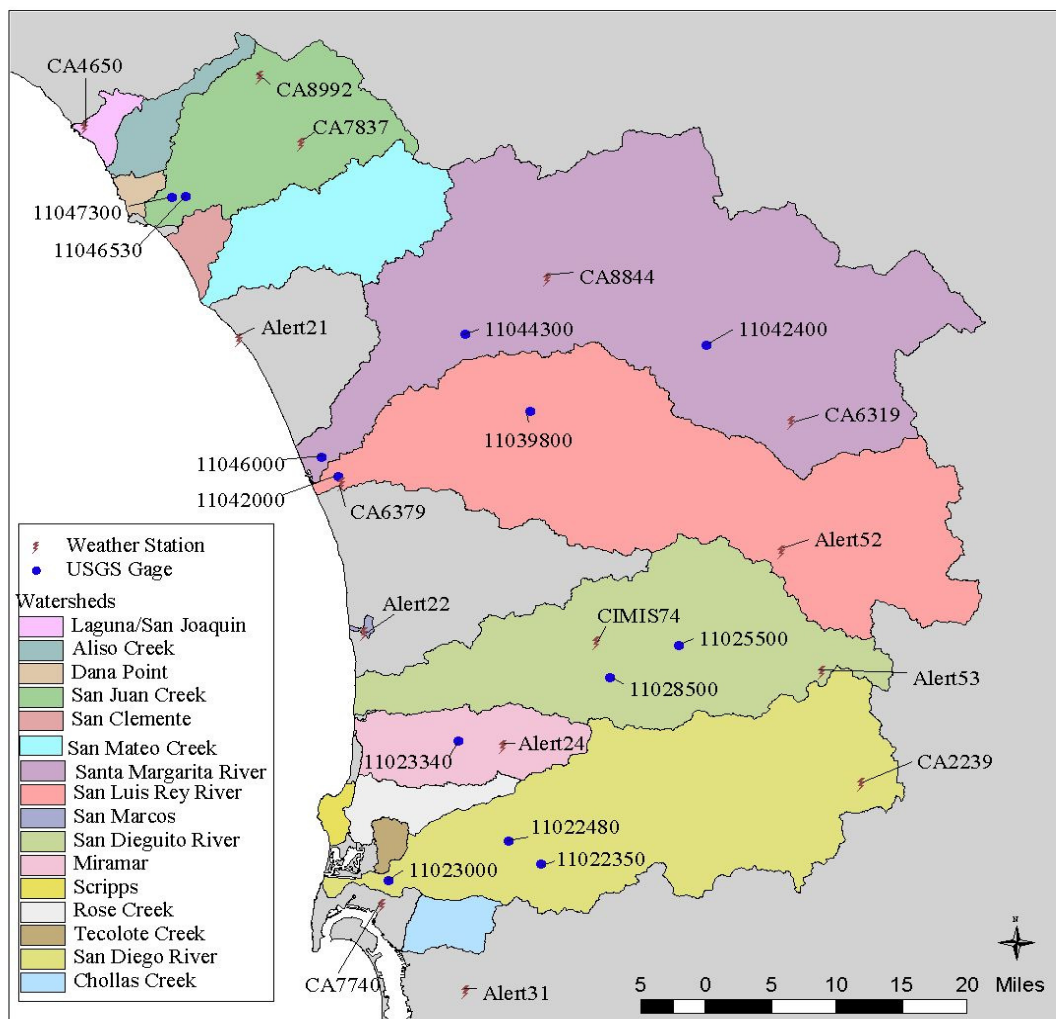 CA4650
CA8992
CA7837
11047300
11046530
CA8844
Alert21
11044300
11042400
CA6319
11039800
11046000
11042000
CA6379
Weather Station
USGS Gage
Watersheds
Laguna/San Joaquin
Aliso Creek
Dana Point
San Juan Creek
San Clemente
San Mateo Creek
Santa Margarita River
San Luis Rey River
San Marcos
San Dieguito River
Miramar
Scripps
Rose Creek
Tecolote Creek
San Diego River
Chollas Creek
Alert52
Alert22
CIMIS74
11025500
11028500
Alert53
Alert24
11023340
CA2239
11022480
11022350
11023000
CA7740
Alert31
N
5 0 5 10 15 20 Miles